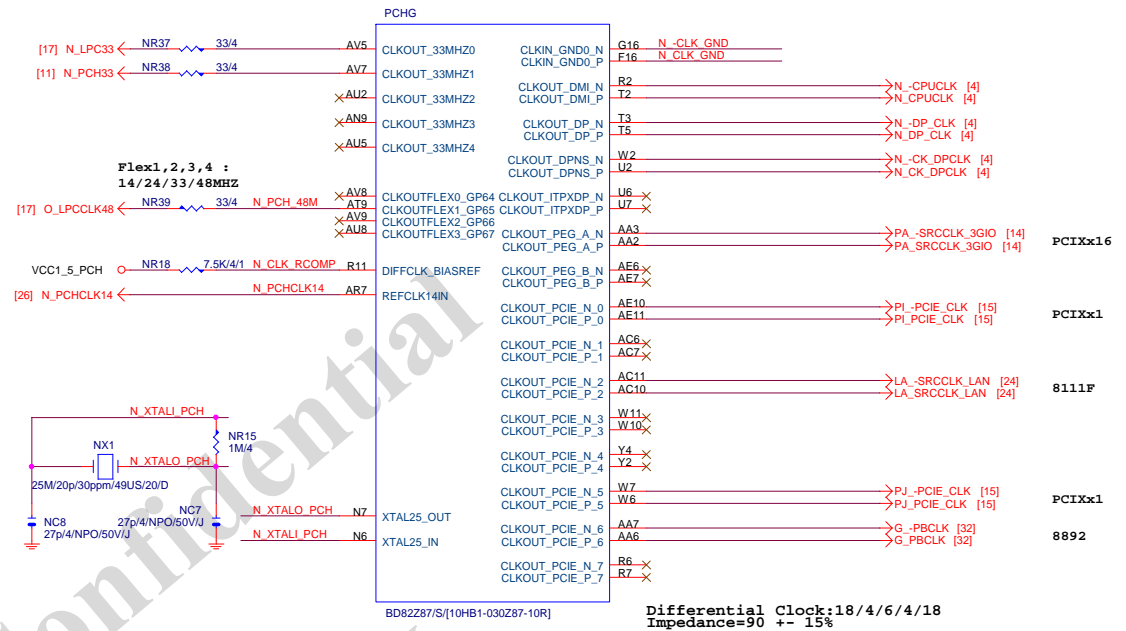 PCHG
[17] N_LPC33 NR37 33/4 AV5 CLKOUT_33MHZ0
[11] N_PCH33 NR38 33/4 AV7 CLKOUT_33MHZ1
AU2 CLKOUT_33MHZ2
AN9 CLKOUT_33MHZ3
AU5 CLKOUT_33MHZ4
Flex1,2,3,4 :
14/24/33/48MHZ
AV8 CLKOUTFLEX0_GP64
[17] O_LPCCLK48 NR39 33/4 N_PCH_48M AT9 CLKOUTFLEX1_GP65
AV9 CLKOUTFLEX2_GP66
AU8 CLKOUTFLEX3_GP67
VCC1_5_PCH NR18 7.5K/4/1 N_CLK_RCOMP R11 DIFFCLK_BIASREF
[26] N_PCHCLK14 N_PCHCLK14 AR7 REFCLK14IN
N_XTALI_PCH
NR15
1M/4
NX1 N_XTALO_PCH
25M/20p/30ppm/49US/20/D
NC8
27p/4/NPO/50V/J
NC7
27p/4/NPO/50V/J
N_XTALO_PCH N7 XTAL25_OUT
N_XTALI_PCH N6 XTAL25_IN
CLKIN_GND0_N G16 N_-CLK_GND
CLKIN_GND0_P F16 N_CLK_GND
CLKOUT_DMI_N R2 N_-CPUCLK [4]
CLKOUT_DMI_P T2 N_CPUCLK [4]
CLKOUT_DP_N T3 N_-DP_CLK [4]
CLKOUT_DP_P T5 N_DP_CLK [4]
CLKOUT_DPNS_N W2 N_-CK_DPCLK [4]
CLKOUT_DPNS_P U2 N_CK_DPCLK [4]
CLKOUT_ITPXDP_N U6
CLKOUT_ITPXDP_P U7
CLKOUT_PEG_A_N AA3 PA_-SRCCLK_3GIO [14]
CLKOUT_PEG_A_P AA2 PA_SRCCLK_3GIO [14]
PCIXx16
CLKOUT_PEG_B_N AE6
CLKOUT_PEG_B_P AE7
CLKOUT_PCIE_N_0 AE10 PI_-PCIE_CLK [15]
CLKOUT_PCIE_P_0 AE11 PI_PCIE_CLK [15]
PCIXx1
CLKOUT_PCIE_N_1 AC6
CLKOUT_PCIE_P_1 AC7
CLKOUT_PCIE_N_2 AC11 LA_-SRCCLK_LAN [24]
CLKOUT_PCIE_P_2 AC10 LA_SRCCLK_LAN [24]
8111F
CLKOUT_PCIE_N_3 W11
CLKOUT_PCIE_P_3 W10
CLKOUT_PCIE_N_4 Y4
CLKOUT_PCIE_P_4 Y2
CLKOUT_PCIE_N_5 W7 PJ_-PCIE_CLK [15]
CLKOUT_PCIE_P_5 W6 PJ_PCIE_CLK [15]
PCIXx1
CLKOUT_PCIE_N_6 AA7 G_-PBCLK [32]
CLKOUT_PCIE_P_6 AA6 G_PBCLK [32]
8892
CLKOUT_PCIE_N_7 R6
CLKOUT_PCIE_P_7 R7
BD82Z87/S/[10HB1-030Z87-10R]
Differential Clock:18/4/6/4/18
Impedance=90 +- 15%
Confidential